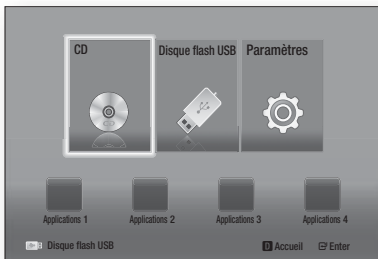 CD
Disque flash USB
Paramètres
Applications 1
Applications 2
Applications 3
Applications 4
Disque flash USB
D Accueil
Enter